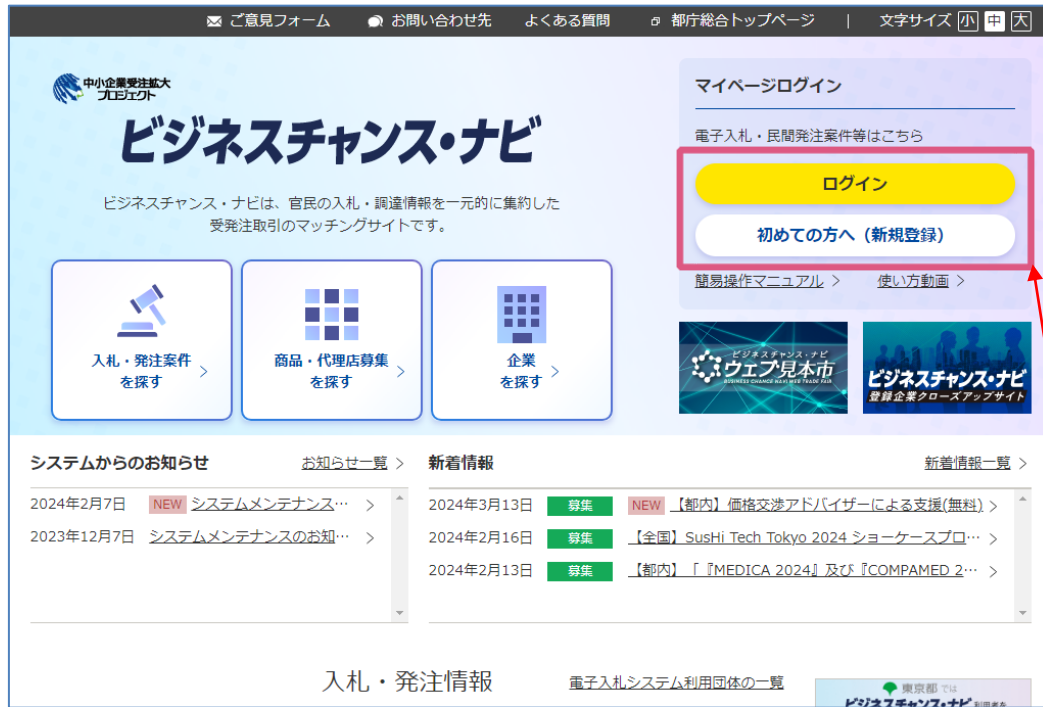 ご意見フォーム お問い合わせ先 よくある質問 都庁総合トップページ | 文字サイズ 小 中 大
中小企業受注拡大
プロジェクト
ビジネスチャンス・ナビ
ビジネスチャンス・ナビは、官民の入札・調達情報を一元的に集約した
受発注取引のマッチングサイトです。
入札・発注案件
を探す
商品・代理店募集
を探す
企業
を探す
マイページログイン
電子入札・民間発注案件等はこちら
ログイン
初めての方へ（新規登録）
簡易操作マニュアル > 使い方動画 >
ビジネスチャンス・ナビ
ウェブ見本市
BUSINESS CHANCE NAVI WEB TRADE FAIR
ビジネスチャンス・ナビ
登録企業クローズアップサイト
システムからのお知らせ お知らせ一覧 >
2024年2月7日 NEW システムメンテナンス… >
2023年12月7日 システムメンテナンスのお知… >
新着情報 新着情報一覧 >
2024年3月13日 募集 NEW 【都内】価格交渉アドバイザーによる支援(無料) >
2024年2月16日 募集 【全国】SusHi Tech Tokyo 2024 ショーケースプロ… >
2024年2月13日 募集 【都内】「『MEDICA 2024』及び『COMPAMED 2… >
入札・発注情報 電子入札システム利用団体の一覧
東京都 では
ビジネスチャンス・ナビ 利用者を